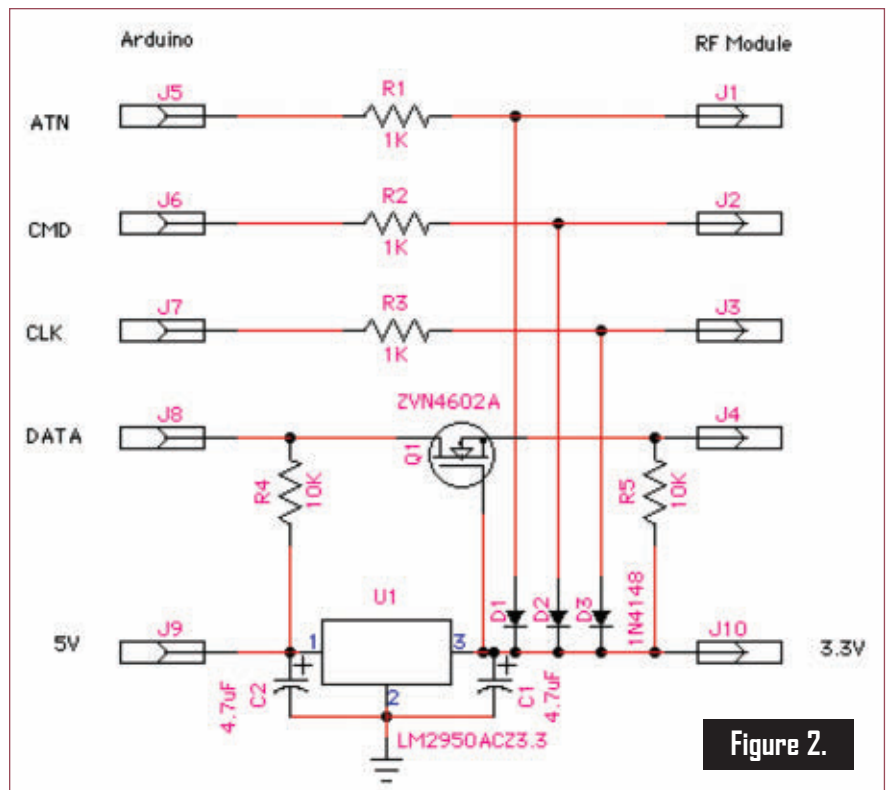 Arduino
RF Module
J5
R1
J1
ATN
1K
J6
R2
J2
CMD
1K
J7
R3
J3
CLK
1K
ZVN4602A
J8
J4
DATA
Q1
R4
10K
R5
10K
U1
D1
D2
D3
1N4148
J9
J10
5V
1
3
3.3V
+
+
4.7uF
C2
2
C1
4.7uF
LM2950ACZ3.3
Figure 2.